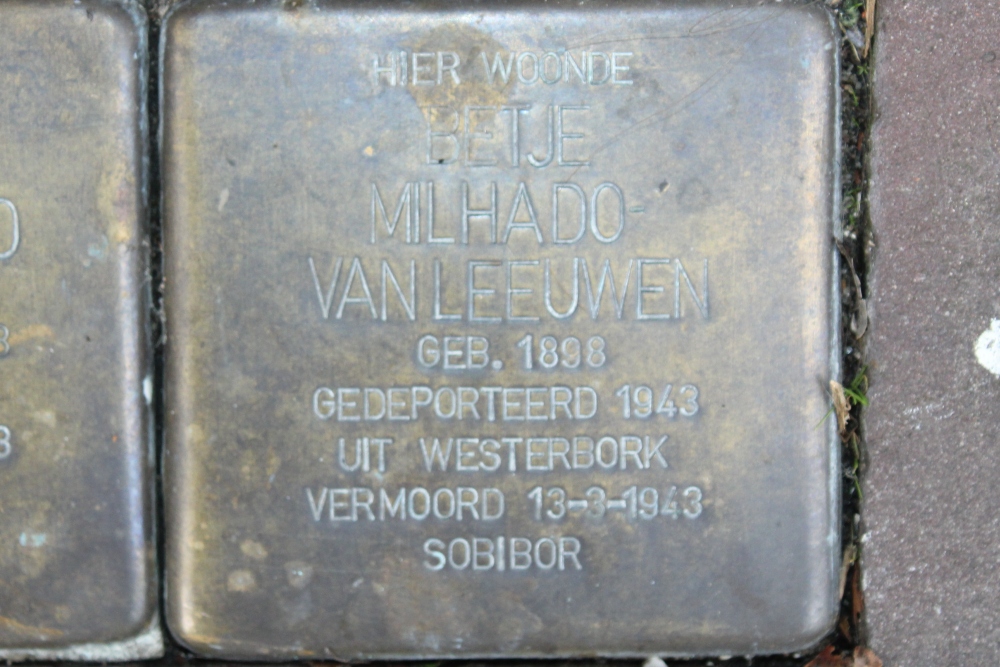 HIER WOONDE
BETJE
MILHADO-
VAN LEEUWEN
GEB. 1898
GEDEPORTEERD 1943
UIT WESTERBORK
VERMOORD 13-3-1943
SOBIBOR